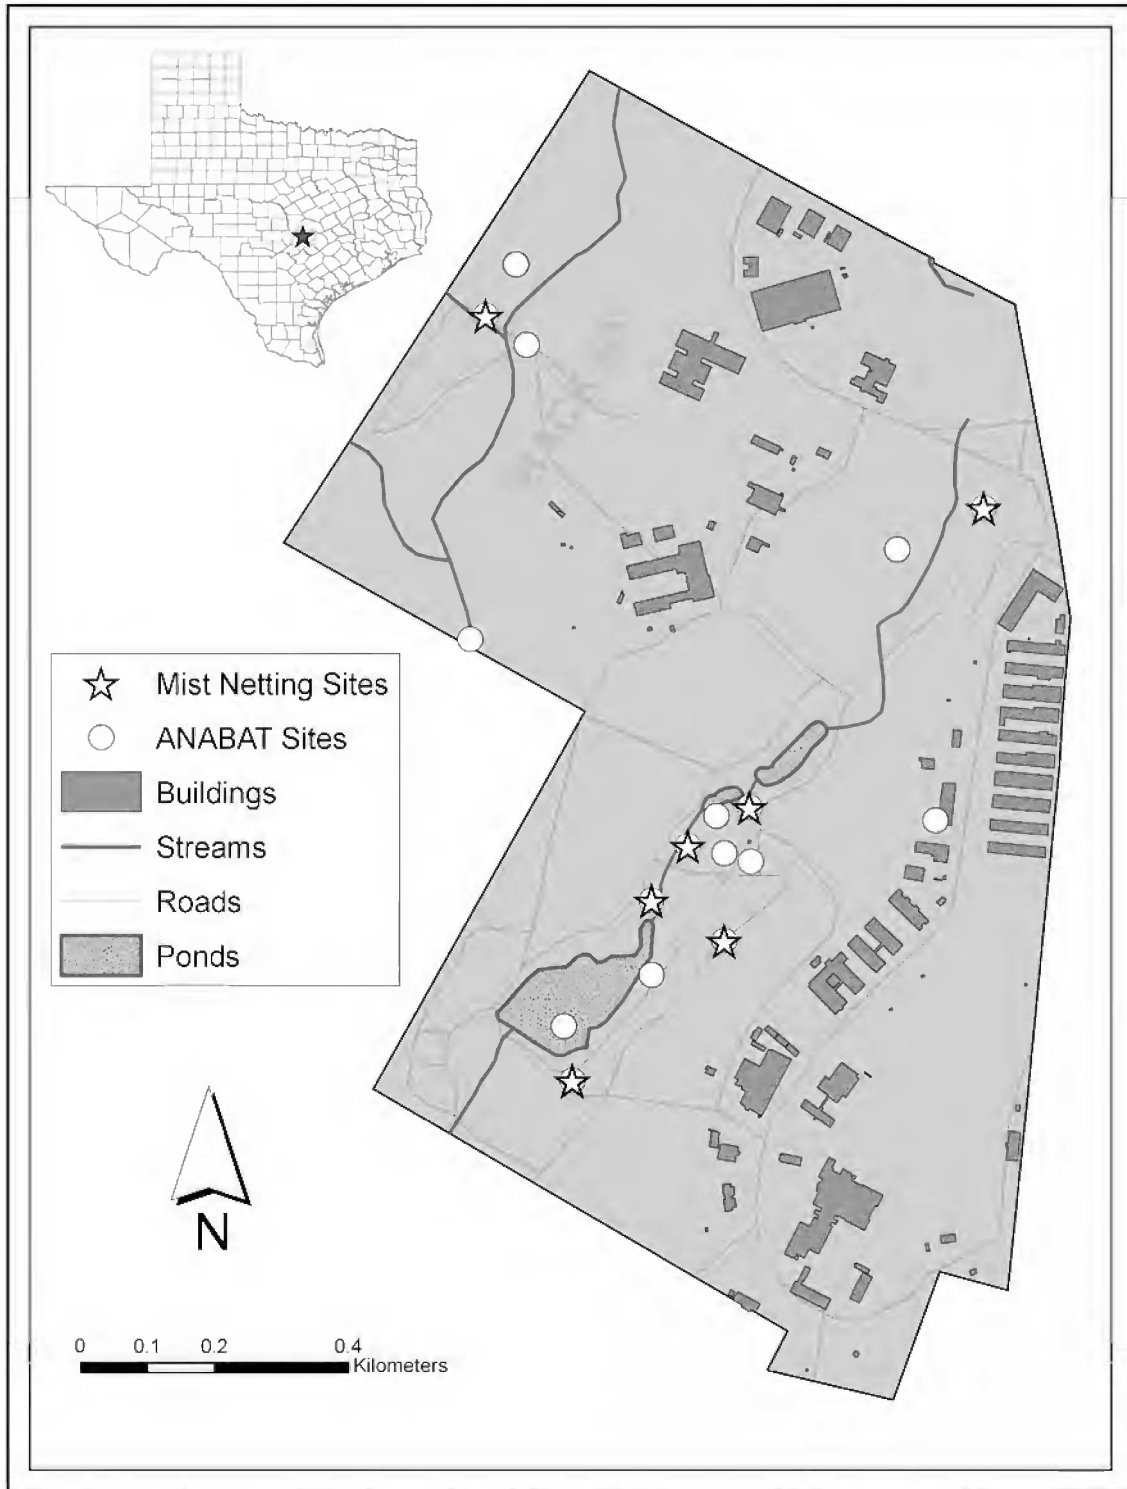 Mist Netting Sites
ANABAT Sites
Buildings
Streams
Roads
Ponds
N
0 0.1 0.2 0.4
Kilometers